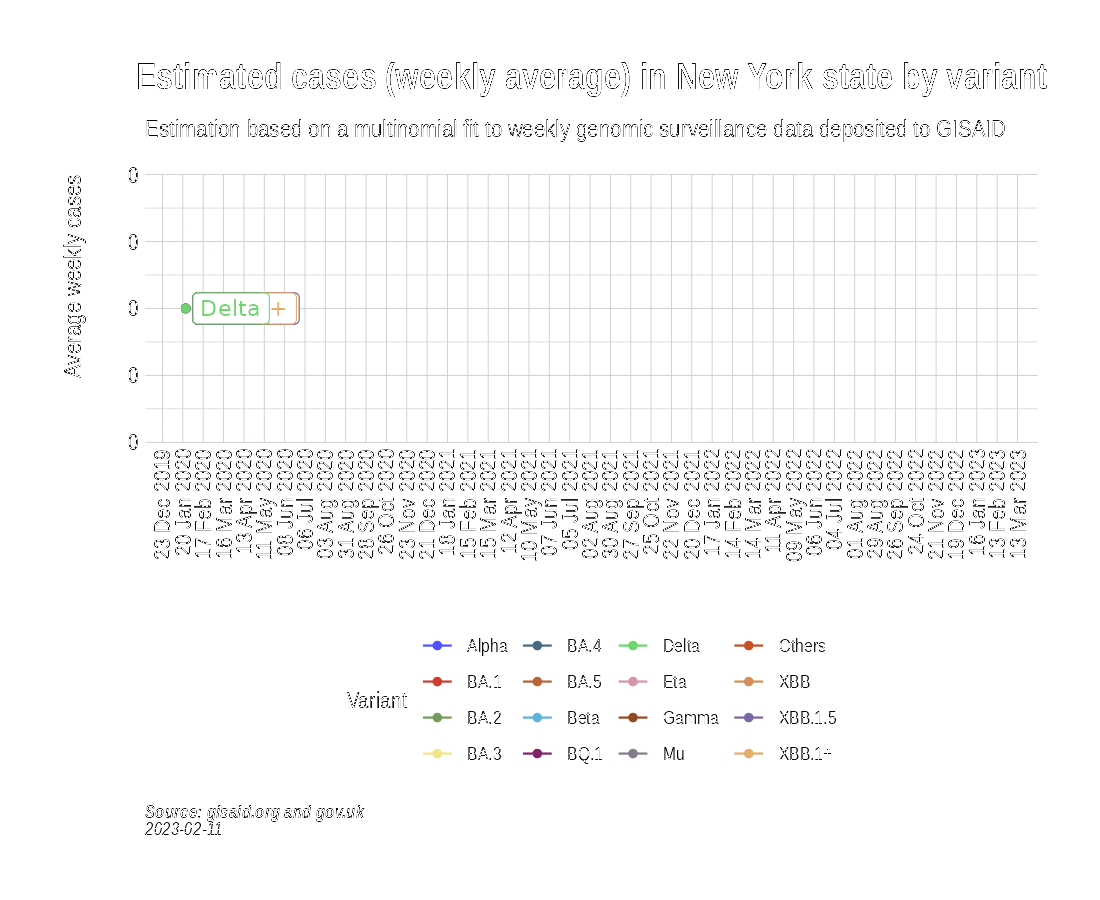 Estimated cases (weekly average) in New York state by variant
Estimation based on a multinomial fit to weekly genomic surveillance data deposited to GISAID
Average weekly cases
0
0
0
0
0
Delta
+
23 Dec 2019
20 Jan 2020
17 Feb 2020
16 Mar 2020
13 Apr 2020
11 May 2020
08 Jun 2020
06 Jul 2020
03 Aug 2020
31 Aug 2020
28 Sep 2020
26 Oct 2020
23 Nov 2020
21 Dec 2020
18 Jan 2021
15 Feb 2021
15 Mar 2021
12 Apr 2021
10 May 2021
07 Jun 2021
05 Jul 2021
02 Aug 2021
30 Aug 2021
27 Sep 2021
25 Oct 2021
22 Nov 2021
20 Dec 2021
17 Jan 2022
14 Feb 2022
14 Mar 2022
11 Apr 2022
09 May 2022
06 Jun 2022
04 Jul 2022
01 Aug 2022
29 Aug 2022
26 Sep 2022
24 Oct 2022
21 Nov 2022
19 Dec 2022
16 Jan 2023
13 Feb 2023
13 Mar 2023
Variant
Alpha
BA.1
BA.2
BA.3
BA.4
BA.5
Beta
BQ.1
Delta
Eta
Gamma
Mu
Others
XBB
XBB.1.5
XBB.1+
Source: gisaid.org and gov.uk
2023-02-11